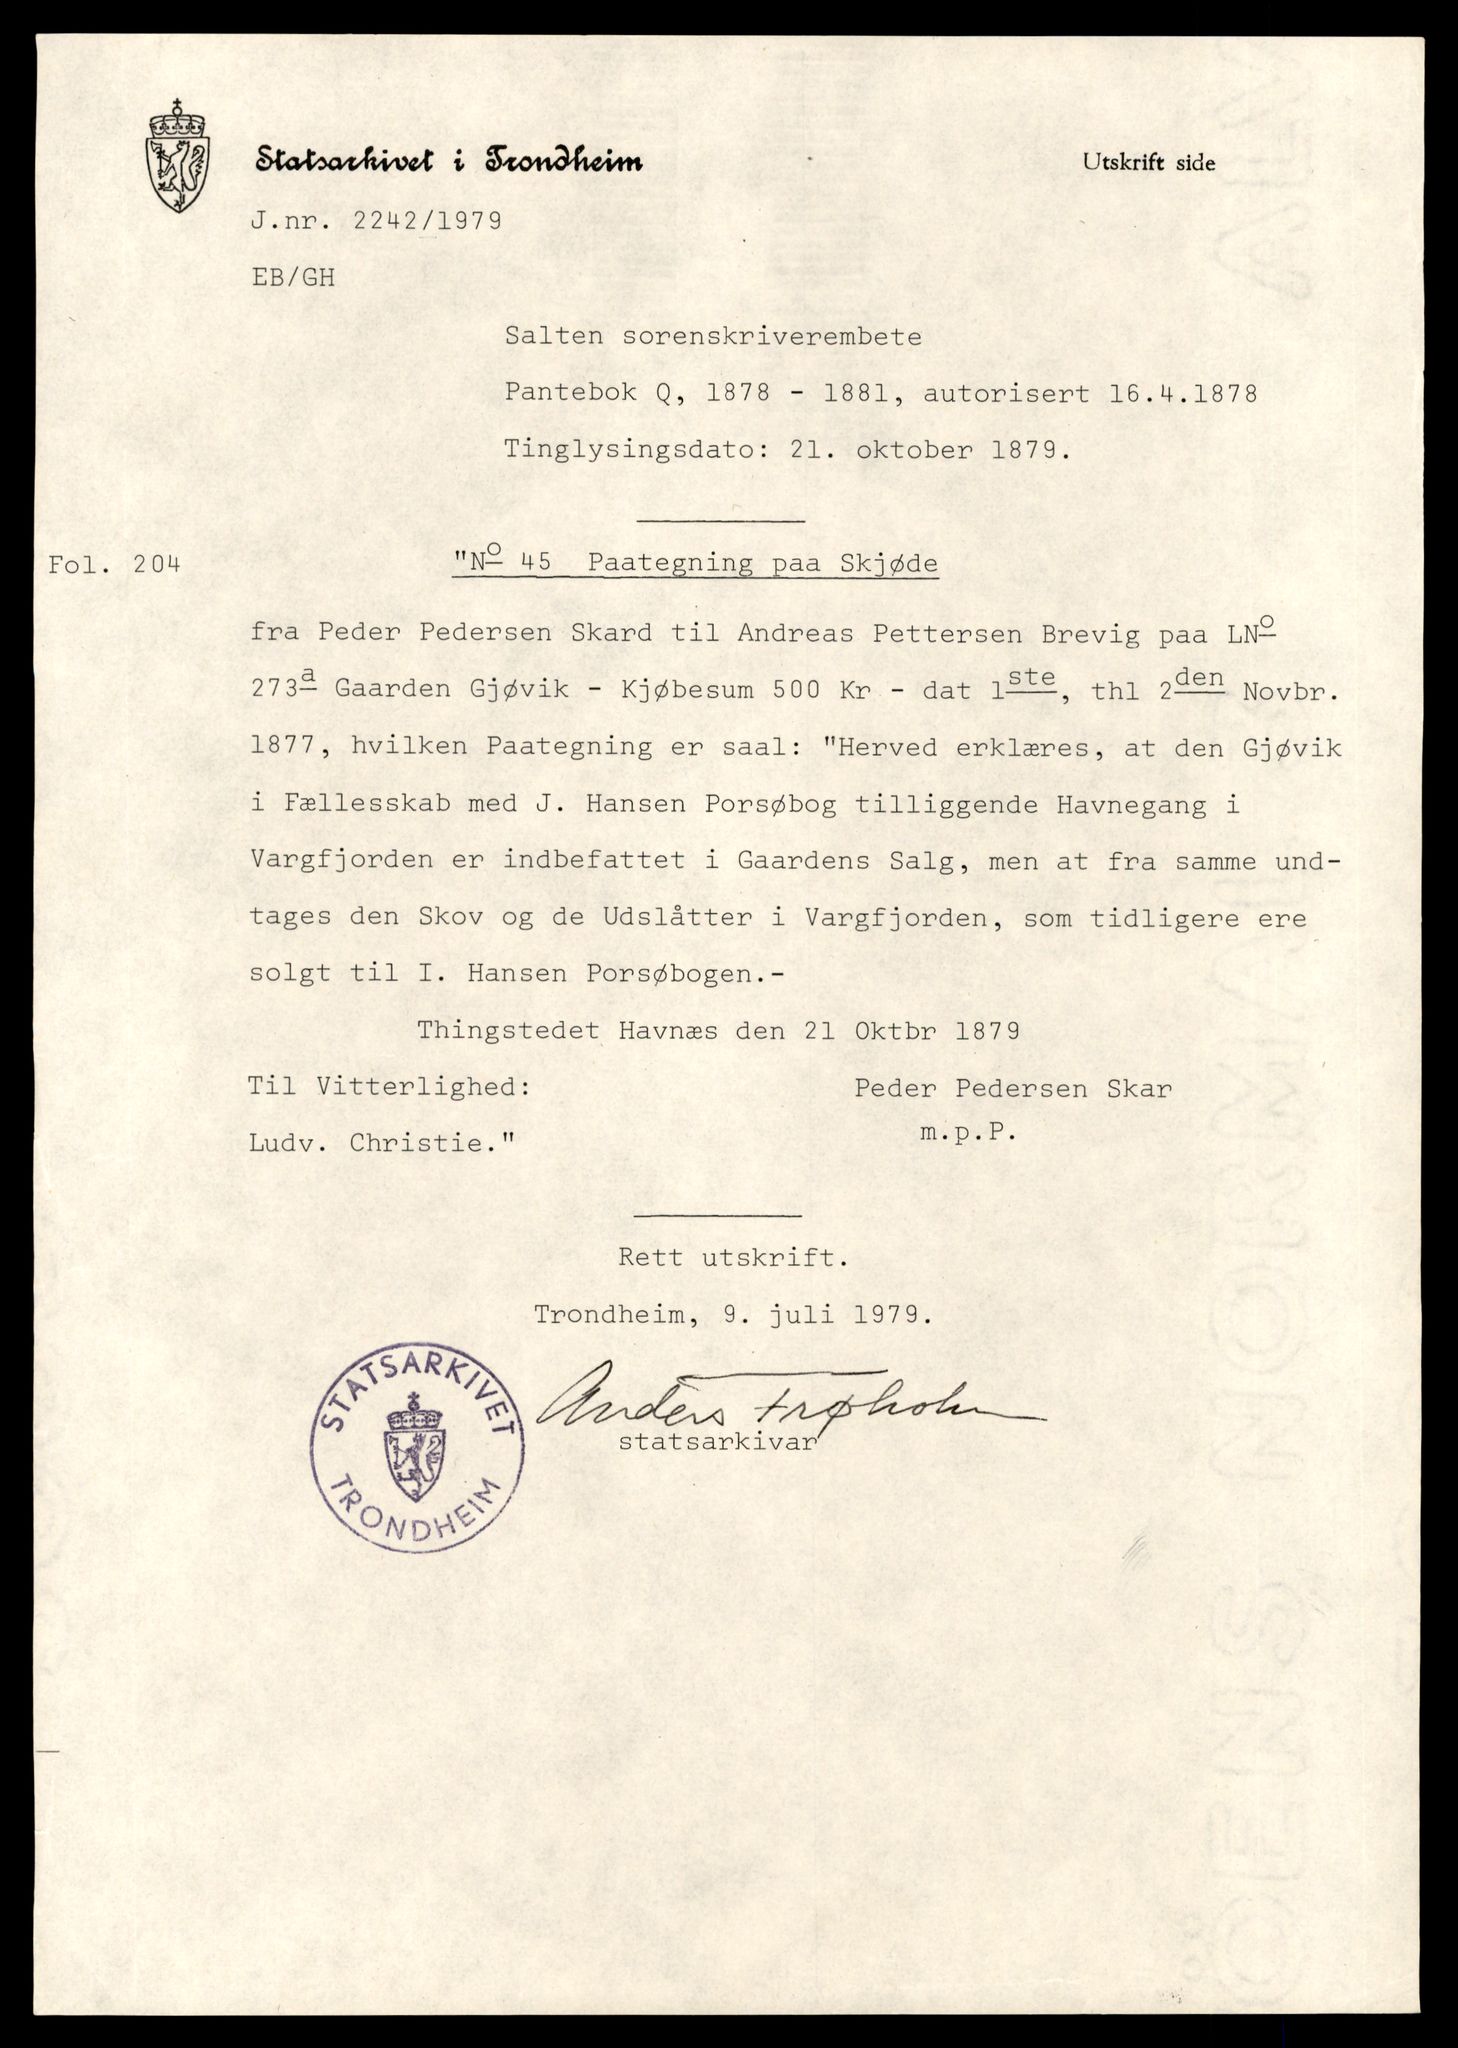 Statsarkivet i Trondheim
Utskrift side
J.nr. 2242/1979
EB/GH
Salten sorenskriverembete
Pantebok Q, 1878 - 1881, autorisert 16.4.1878
Tinglysingsdato: 21. oktober 1879.
Fol. 204
"Nº 45 Paategning paa Skjøde
fra Peder Pedersen Skard til Andreas Pettersen Brevig paa LNº
273ª Gaarden Gjøvik - Kjøbesum 500 Kr - dat 1ste, thl 2den Novbr.
1877, hvilken Paategning er saal: "Herved erklæres, at den Gjøvik
i Fællesskab med J. Hansen Porsøbog tilliggende Havnegang i
Vargfjorden er indbefattet i Gaardens Salg, men at fra samme und-
tages den Skov og de Udslåtter i Vargfjorden, som tidligere ere
solgt til I. Hansen Porsøbogen.-
Thingstedet Havnæs den 21 Oktbr 1879
Til Vitterlighed:
Peder Pedersen Skar
Ludv. Christie."
m.p.P.
Rett utskrift.
Trondheim, 9. juli 1979.
Anders Frøholm
statsarkivar
STATSARKIVET
TRONDHEIM